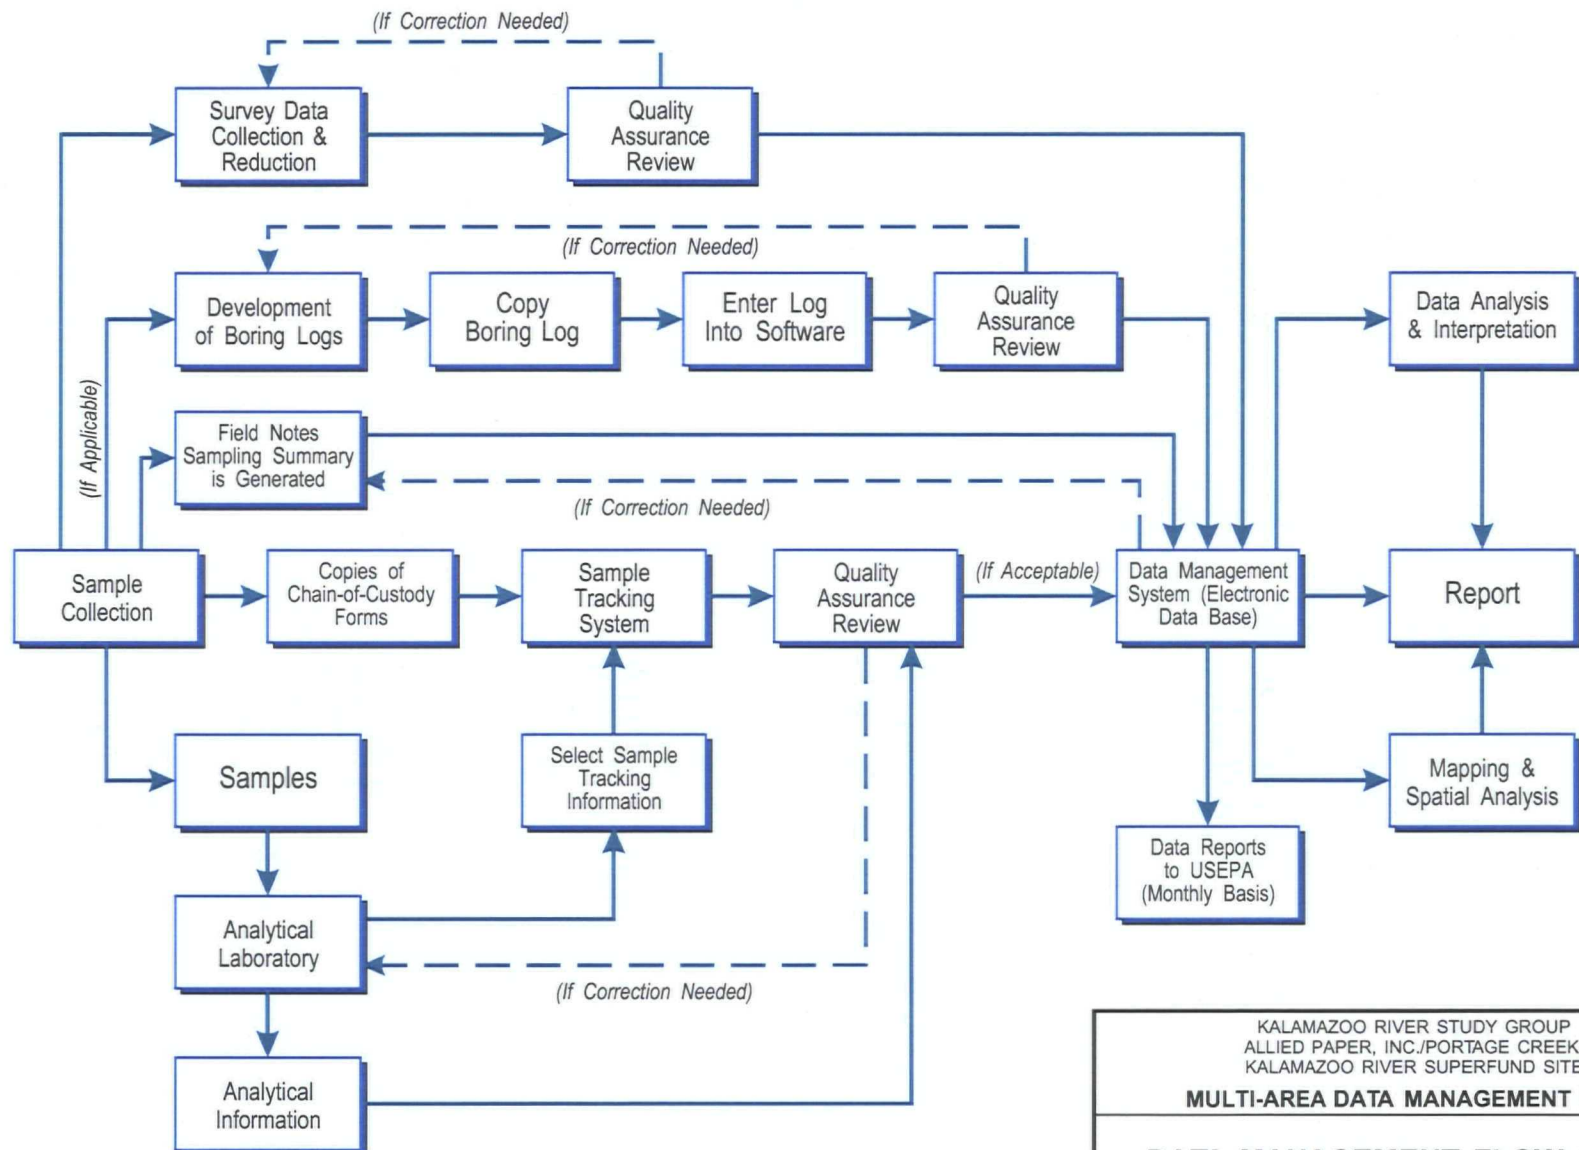 (If Correction Needed)
Survey Data
Collection &
Reduction
Quality
Assurance
Review
(If Correction Needed)
Development
of Boring Logs
Copy
Boring Log
Enter Log
Into Software
Quality
Assurance
Review
Data Analysis
& Interpretation
(If Applicable)
Field Notes
Sampling Summary
is Generated
(If Correction Needed)
Sample
Collection
Copies of
Chain-of-Custody
Forms
Sample
Tracking
System
Quality
Assurance
Review
(If Acceptable)
Data Management
System (Electronic
Data Base)
Report
Samples
Select Sample
Tracking
Information
Mapping &
Spatial Analysis
Data Reports
to USEPA
(Monthly Basis)
Analytical
Laboratory
(If Correction Needed)
Analytical
Information
KALAMAZOO RIVER STUDY GROUP
ALLIED PAPER, INC./PORTAGE CREEK
KALAMAZOO RIVER SUPERFUND SITE
MULTI-AREA DATA MANAGEMENT
DATA MANAGEMENT FLOW